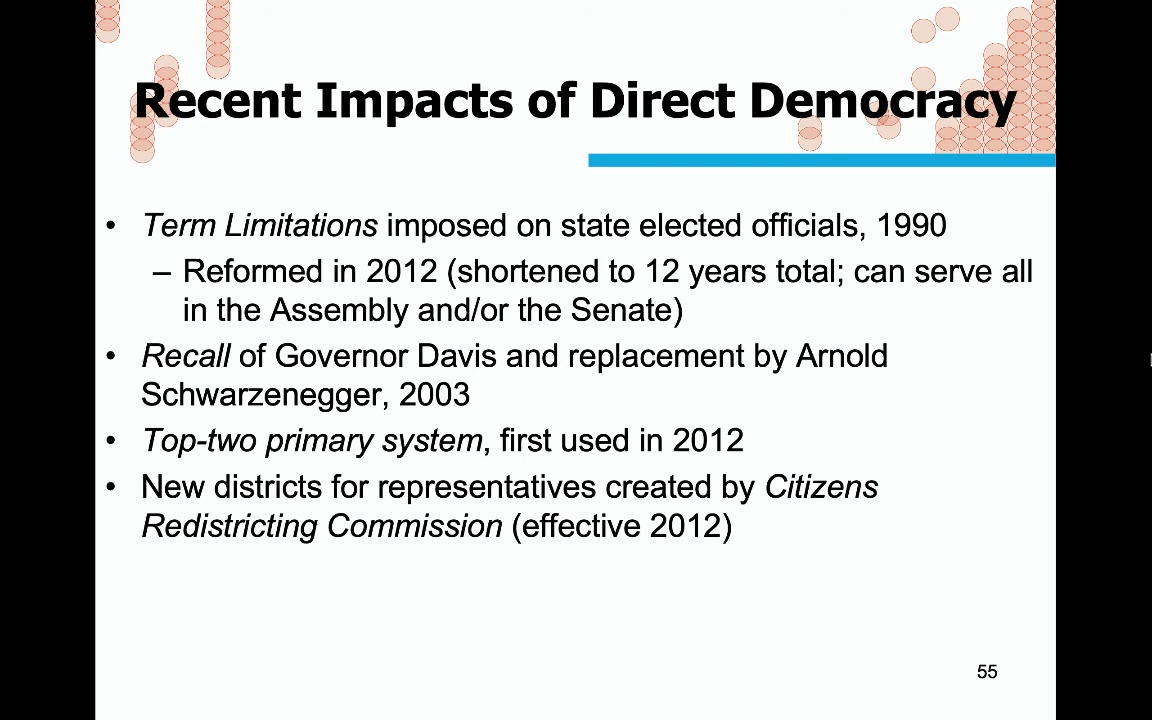 Recent Impacts of Direct Democracy
• Term Limitations imposed on state elected officials, 1990
– Reformed in 2012 (shortened to 12 years total; can serve all
in the Assembly and/or the Senate)
• Recall of Governor Davis and replacement by Arnold
Schwarzenegger, 2003
• Top-two primary system, first used in 2012
• New districts for representatives created by Citizens
Redistricting Commission (effective 2012)
55